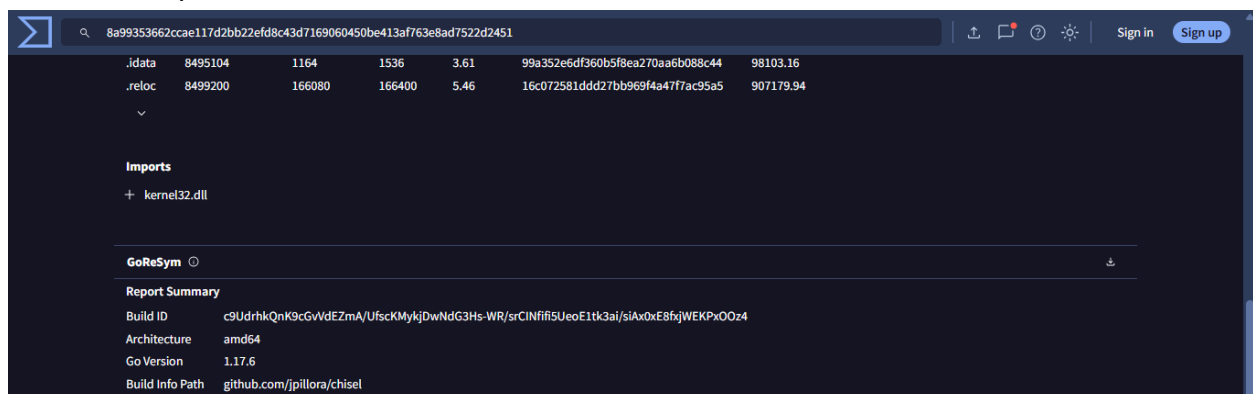 8a99353662ccae117d2bb22efd8c43d7169060450be413af763e8ad7522d2451 Sign in Sign up
.idata 8495104 1164 1536 3.61 99a352e6df360b5f8ea270aa6b088c44 98103.16
.reloc 8499200 166080 166400 5.46 16c072581ddd27bb969f4a47f7ac95a5 907179.94
Imports
+ kernel32.dll
GoReSym
Report Summary
Build ID c9UdrhkQnK9cGvVdEZmA/UfscKMykjDwNdG3Hs-WR/srCINfifi5UeoE1tk3ai/siAx0xE8fxjWEKPxOOz4
Architecture amd64
Go Version 1.17.6
Build Info Path github.com/jpillora/chisel